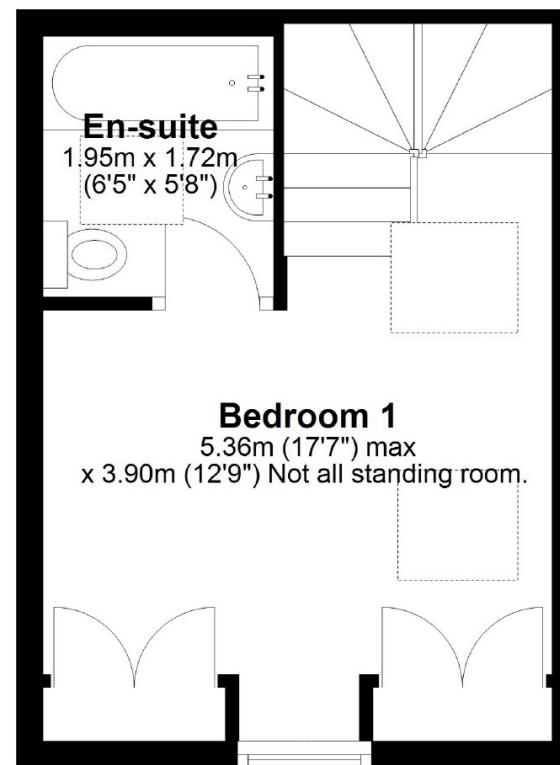 En-suite
1.95m x 1.72m
(6'5" x 5'8")
Bedroom 1
5.36m (17'7") max
x 3.90m (12'9") Not all standing room.